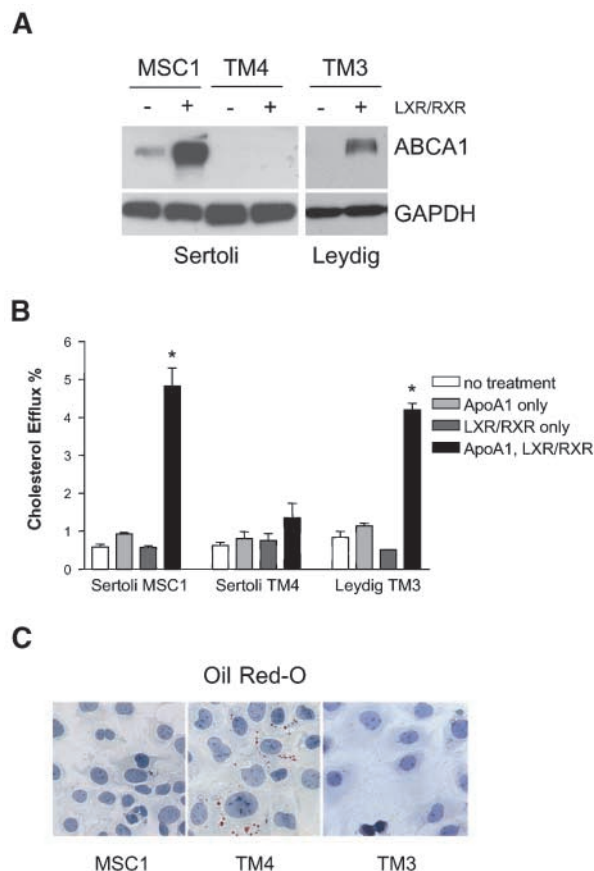 A
MSC1 TM4 TM3
- + - + - + LXR/RXR
ABCA1
GAPDH
Sertoli Leydig
B
Cholesterol Efflux %
6
5
4
3
2
1
0
* *
no treatment
ApoA1 only
LXR/RXR only
ApoA1, LXR/RXR
Sertoli MSC1 Sertoli TM4 Leydig TM3
C
Oil Red-O
MSC1 TM4 TM3